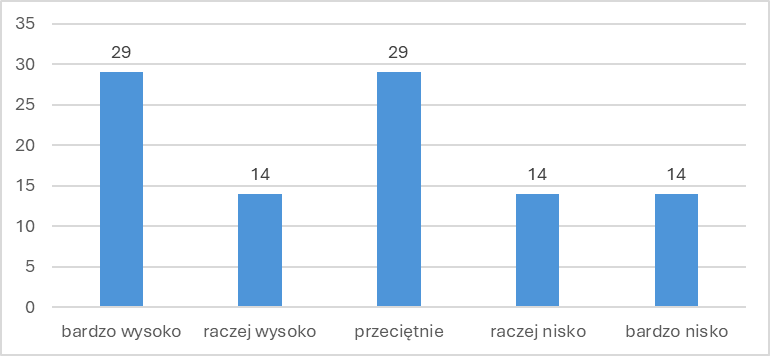 35
30
25
20
15
10
5
0
29
14
29
14
14
bardzo wysoko
raczej wysoko
przeciętnie
raczej nisko
bardzo nisko